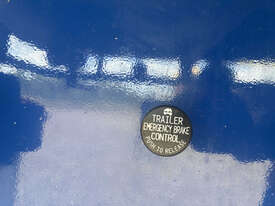 TRAILER
EMERGENCY BRAKE
CONTROL
PUSH TO RELEASE